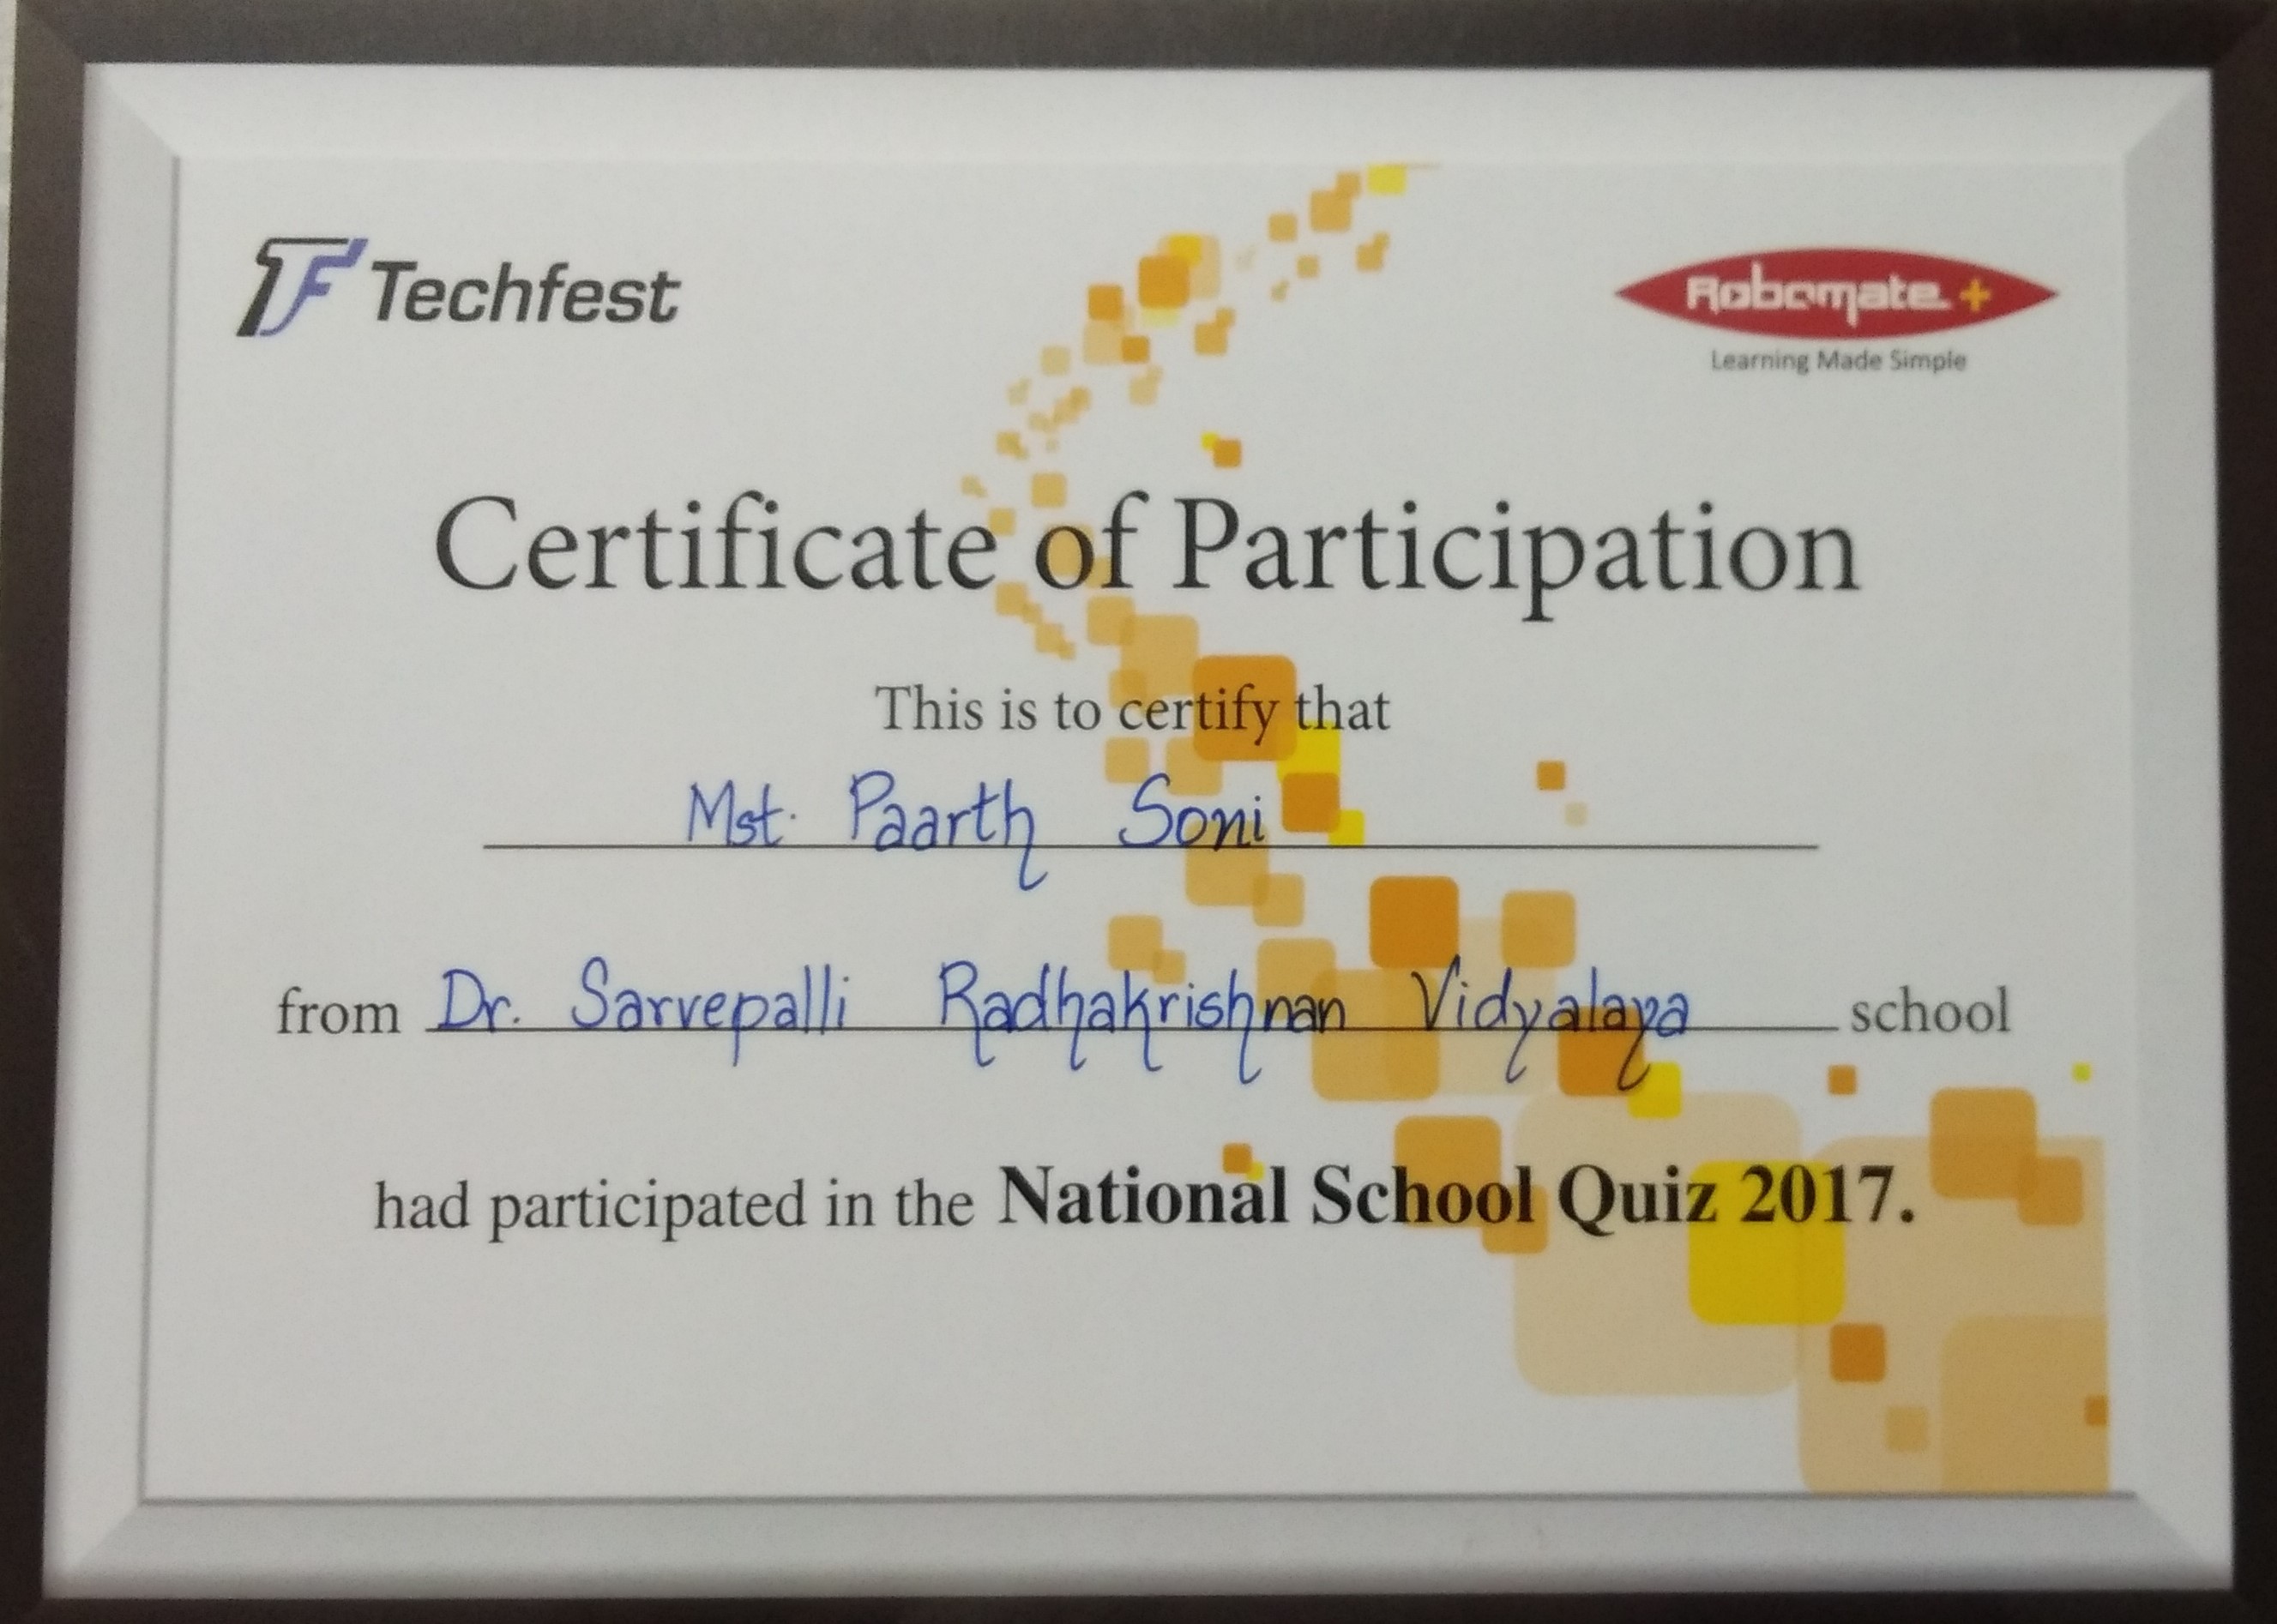 TF Techfest
Robomate+
Learning Made Simple
Certificate of Participation
This is to certify that
Mst. Paarth Soni
from Dr. Sarvepalli Radhakrishnan Vidyalaya school
had participated in the National School Quiz 2017.